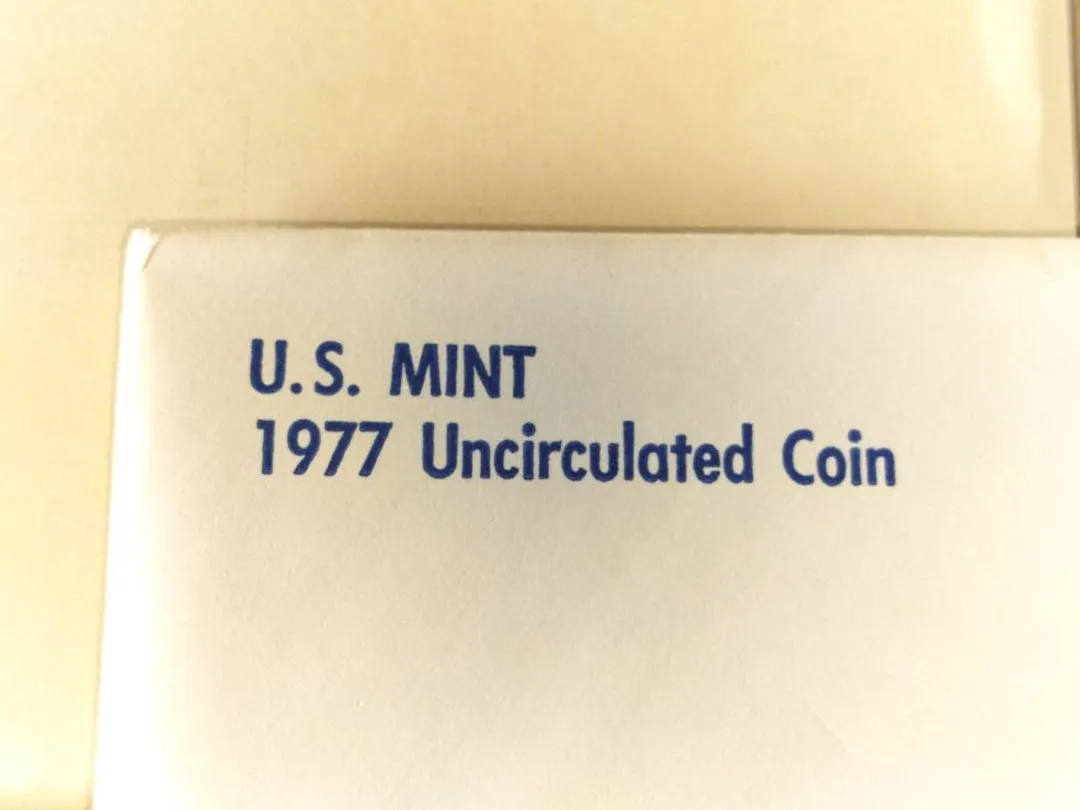 U.S. MINT
1977 Uncirculated Coin